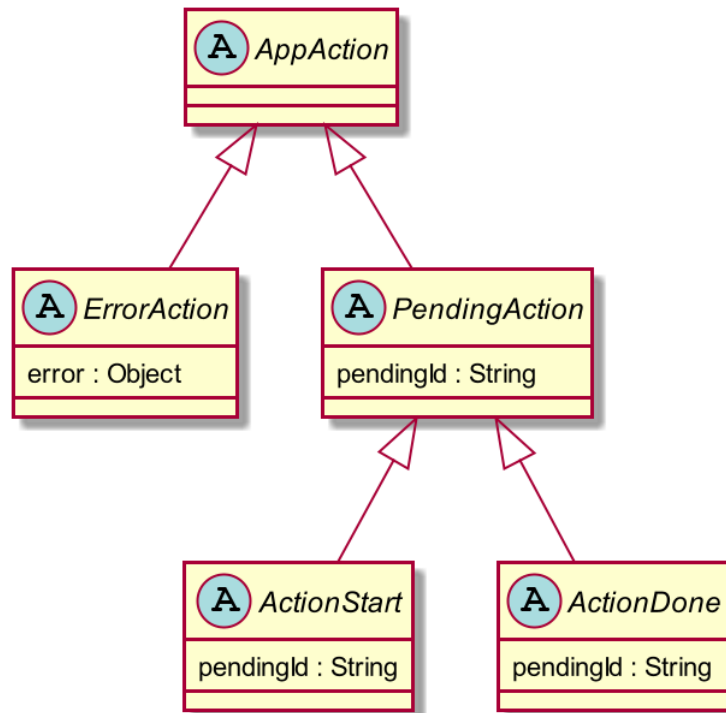 A AppAction
A ErrorAction
error : Object
A PendingAction
pendingId : String
A ActionStart
pendingId : String
A ActionDone
pendingId : String